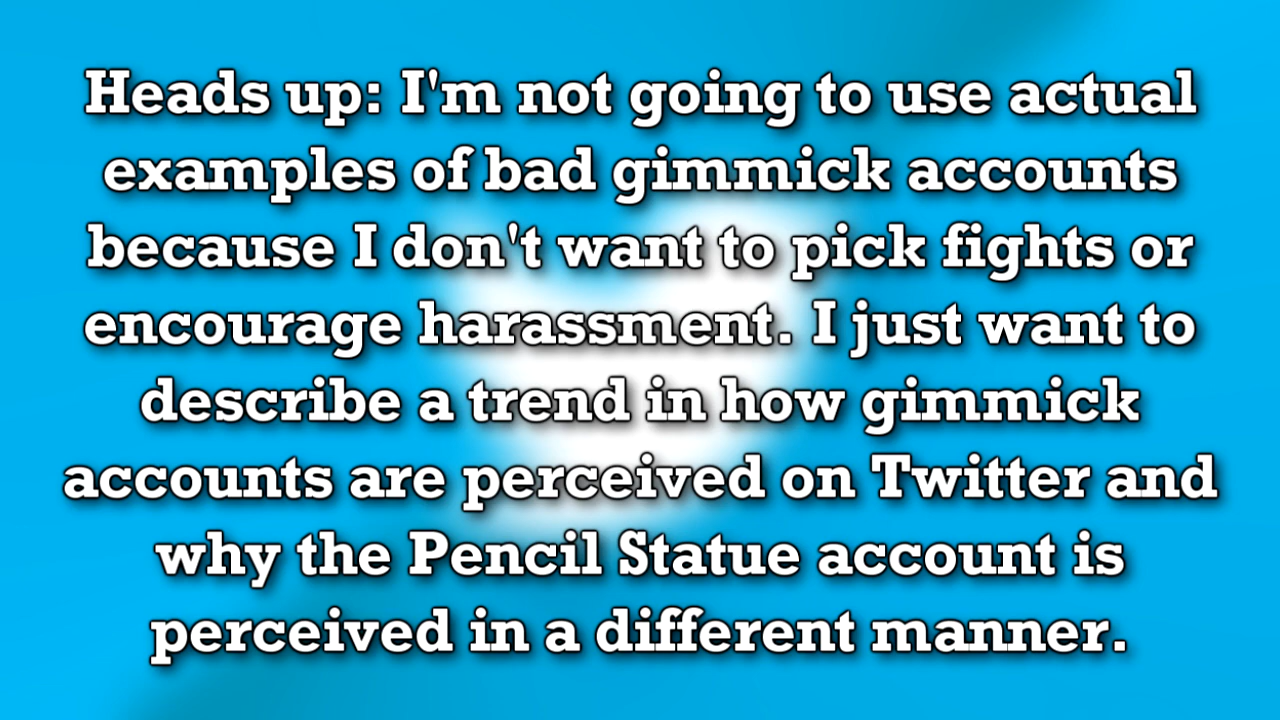 Heads up: I'm not going to use actual
examples of bad gimmick accounts
because I don't want to pick fights or
encourage harassment. I just want to
describe a trend in how gimmick
accounts are perceived on Twitter and
why the Pencil Statue account is
perceived in a different manner.